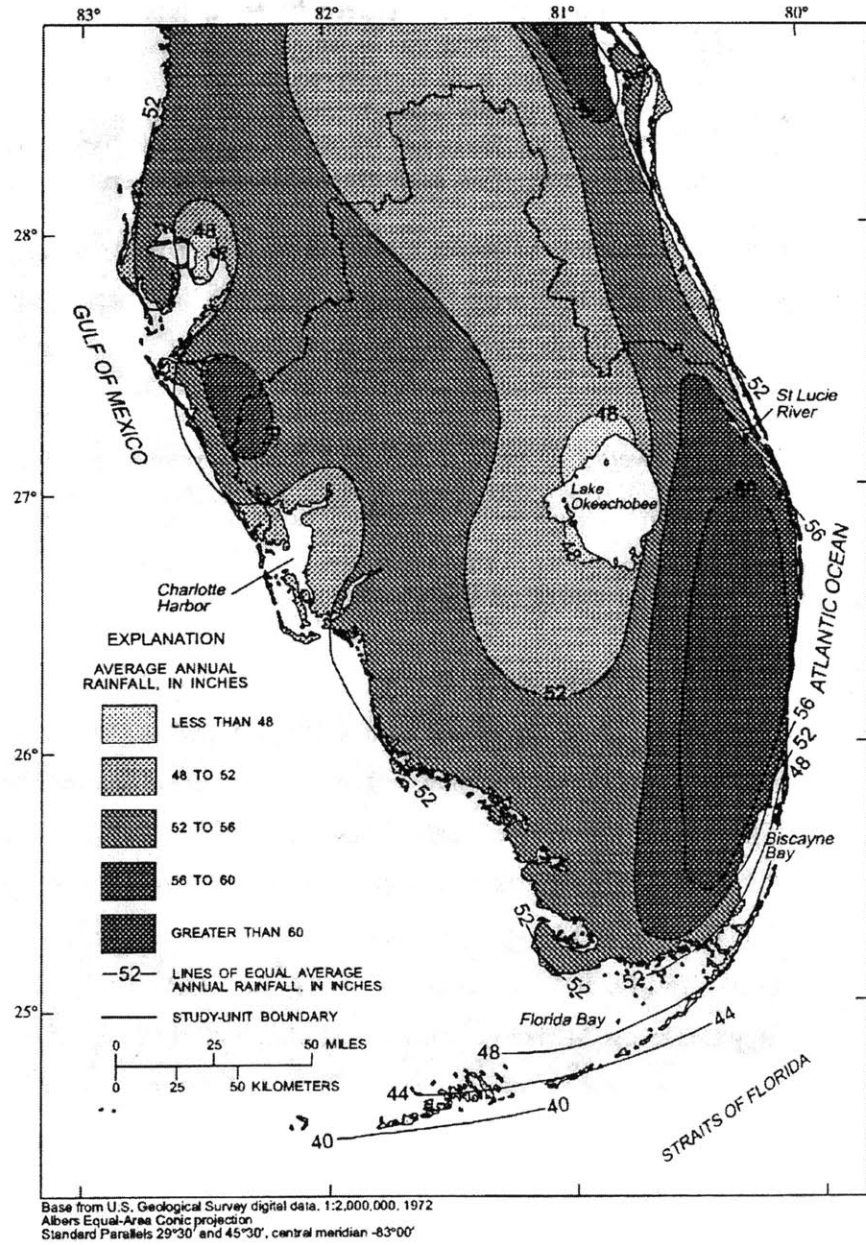 83° 82° 81° 80°
52
28°
48
GULF OF MEXICO
52
St Lucie
River
48
27°
Lake
Okeechobee
48
56
Charlotte
Harbor
ATLANTIC OCEAN
EXPLANATION
AVERAGE ANNUAL
RAINFALL, IN INCHES
LESS THAN 48
48 TO 52
52 TO 56
56 TO 60
GREATER THAN 60
52
56
52
48
26°
52
Biscayne
Bay
52
52
52
—52— LINES OF EQUAL AVERAGE
ANNUAL RAINFALL, IN INCHES
STUDY-UNIT BOUNDARY
25°
Florida Bay
44
48
0 25 50 MILES
0 25 50 KILOMETERS
44
40
40
STRAITS OF FLORIDA
Base from U.S. Geological Survey digital data, 1:2,000,000, 1972
Albers Equal-Area Conic projection
Standard Parallels 29°30' and 45°30', central meridian -83°00'